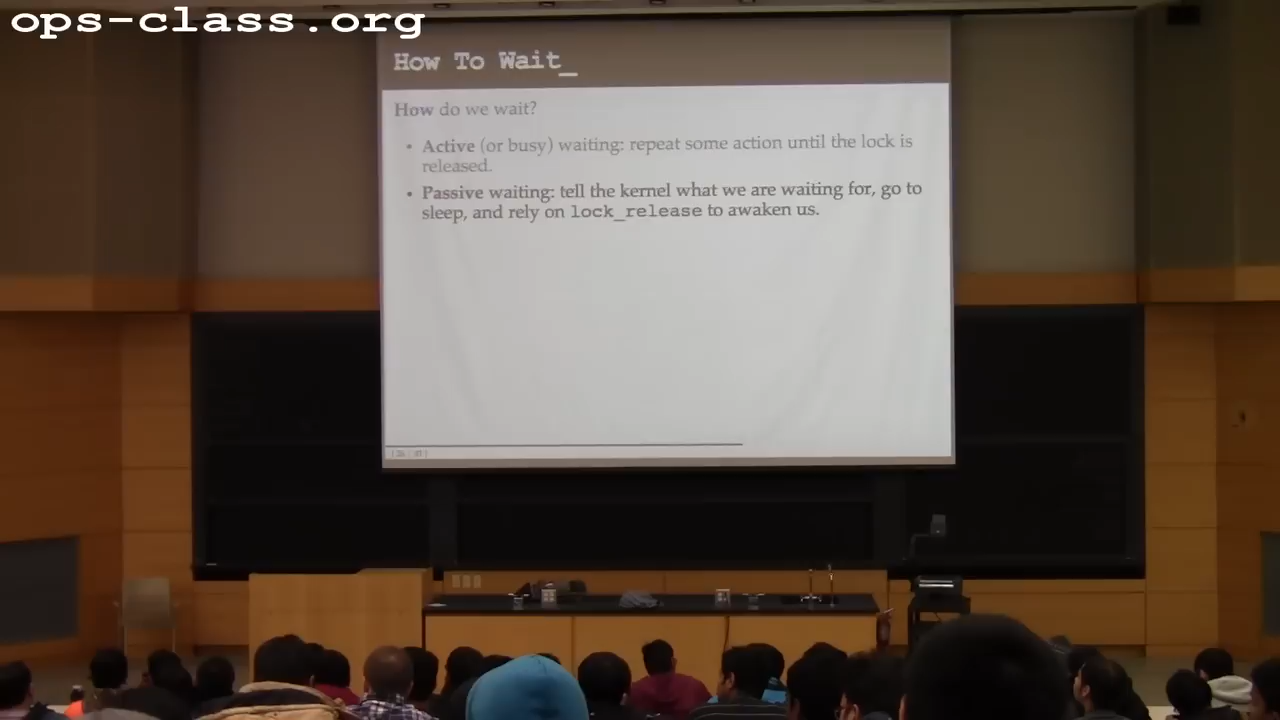 ops-class.org
How To Wait_
How do we wait?
• Active (or busy) waiting: repeat some action until the lock is
released.
• Passive waiting: tell the kernel what we are waiting for, go to
sleep, and rely on lock_release to awaken us.